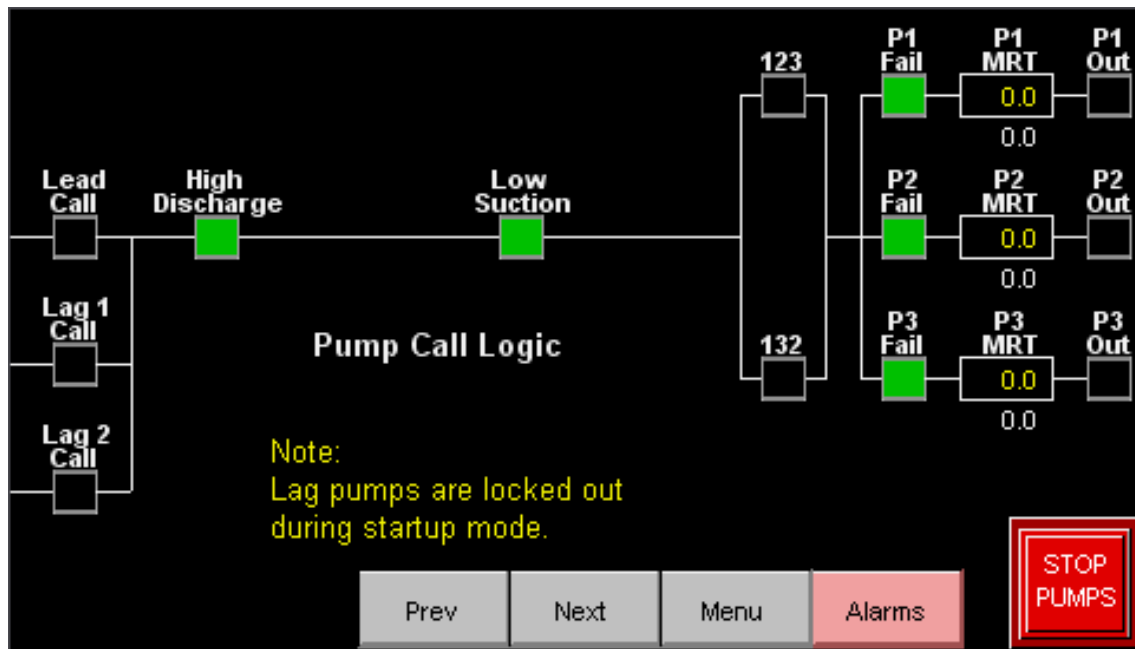 123
P1
Fail
P1
MRT
P1
Out
0.0
0.0
Lead
Call
High
Discharge
Low
Suction
P2
Fail
P2
MRT
P2
Out
0.0
0.0
Lag 1
Call
Pump Call Logic
132
P3
Fail
P3
MRT
P3
Out
0.0
0.0
Lag 2
Call
Note:
Lag pumps are locked out
during startup mode.
Prev
Next
Menu
Alarms
STOP
PUMPS